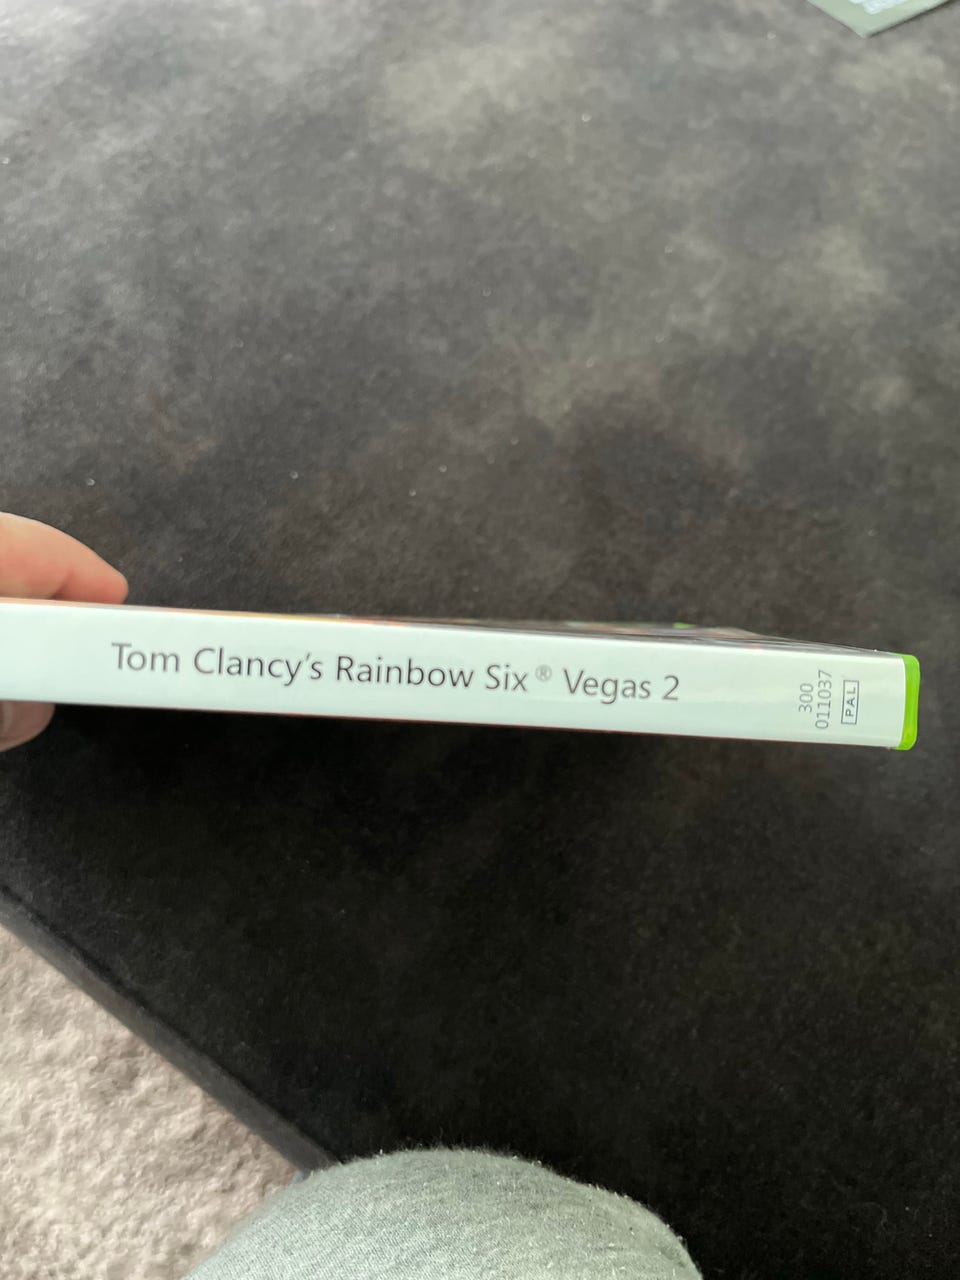 Tom Clancy's Rainbow Six® Vegas 2
300
011037
PAL